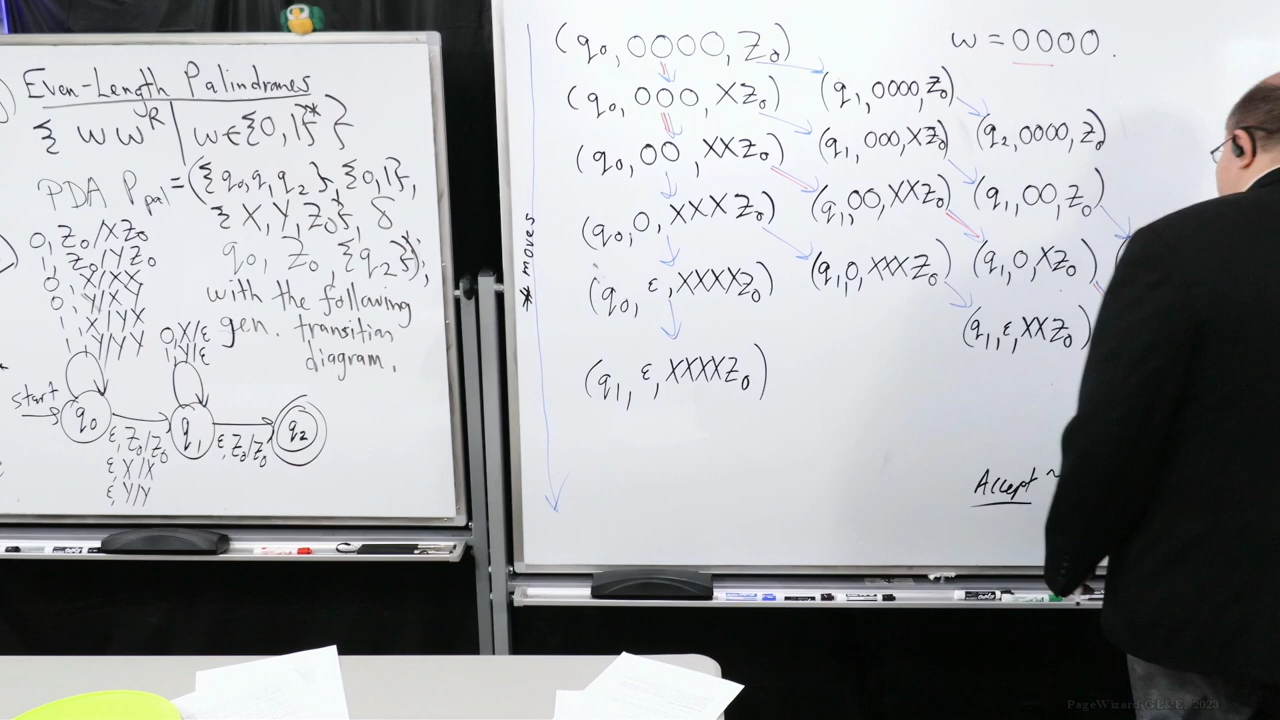 Even-Length Palindromes
{ w w^R | w ∈ {0,1}* }
PDA P_pal = ({q₀,q₁,q₂}, {0,1},
{X,Y,Z₀}, δ
q₀, Z₀, {q₂});
with the following
gen. transition
diagram.
0, Z₀/XZ₀
1, Z₀/YZ₀
0, X/XX
0, Y/XY
1, X/YX
1, Y/YY
0, X/ε
1, Y/ε
start
q₀
q₁
q₂
ε, Z₀/Z₀
ε, X/X
ε, Y/Y
ε, Z₀/Z₀
w = 0000.
# moves
(q₀, 0000, Z₀)
(q₀, 000, XZ₀) (q₁, 0000, Z₀)
(q₀, 00, XXZ₀) (q₁, 000, XZ₀) (q₂, 0000, Z₀)
(q₀, 0, XXXZ₀) (q₁, 00, XXZ₀) (q₁, 00, Z₀)
(q₀, ε, XXXXZ₀) (q₁, 0, XXXZ₀) (q₁, 0, XZ₀)
(q₁, ε, XXXXZ₀) (q₁, ε, XXZ₀)
Accept
PageWizard GEKE, 2023